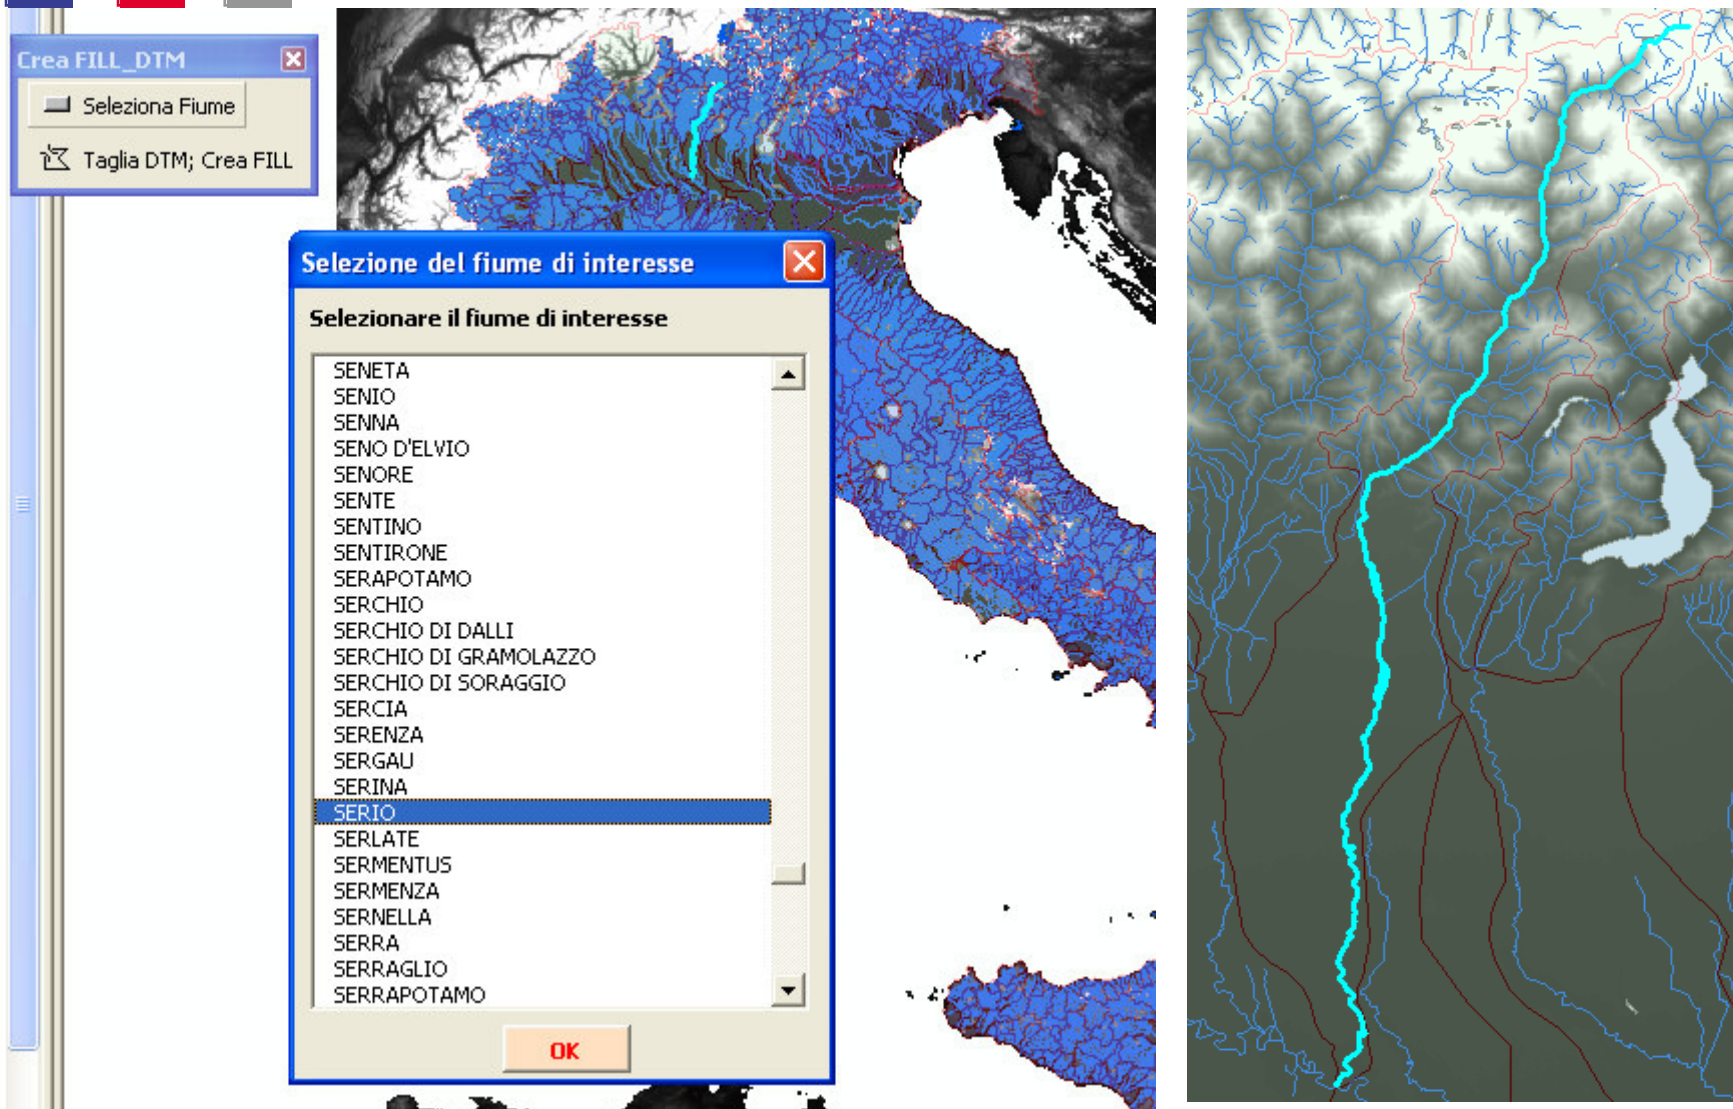 Crea FILL_DTM
Seleziona Fiume
Taglia DTM; Crea FILL
Selezione del fiume di interesse
Selezionare il fiume di interesse
SENETA
SENIO
SENNA
SENO D'ELVIO
SENORE
SENTE
SENTINO
SENTIRONE
SERAPOTAMO
SERCHIO
SERCHIO DI DALLI
SERCHIO DI GRAMOLAZZO
SERCHIO DI SORAGGIO
SERCIA
SERENZA
SERGAU
SERINA
SERIO
SERLATE
SERMENTUS
SERMENZA
SERNELLA
SERRA
SERRAGLIO
SERRAPOTAMO
OK